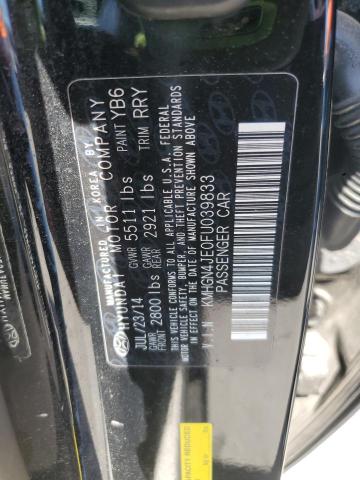 MANUFACTURED IN KOREA BY
HYUNDAI MOTOR COMPANY
JUL/23/14 GVWR 5511 lbs PAINT YB6
GAWR FRONT 2800 lbs GAWR REAR 2921 lbs TRIM RRY
THIS VEHICLE CONFORMS TO ALL APPLICABLE U.S.A. FEDERAL
MOTOR VEHICLE SAFETY, BUMPER, AND THEFT PREVENTION STANDARDS
IN EFFECT ON THE DATE OF MANUFACTURE SHOWN ABOVE.
V.I.N KMHGN4JE0FU039833
PASSENGER CAR
CAPACITY REDUCED